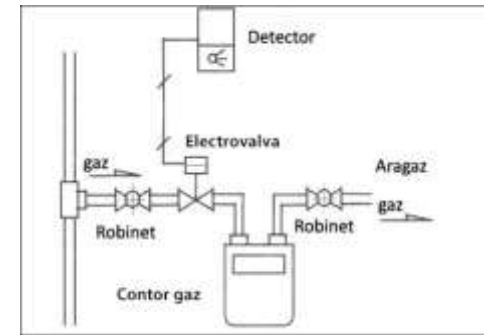 Detector
Electrovalva
gaz
Aragaz
gaz
Robinet
Robinet
Contor gaz